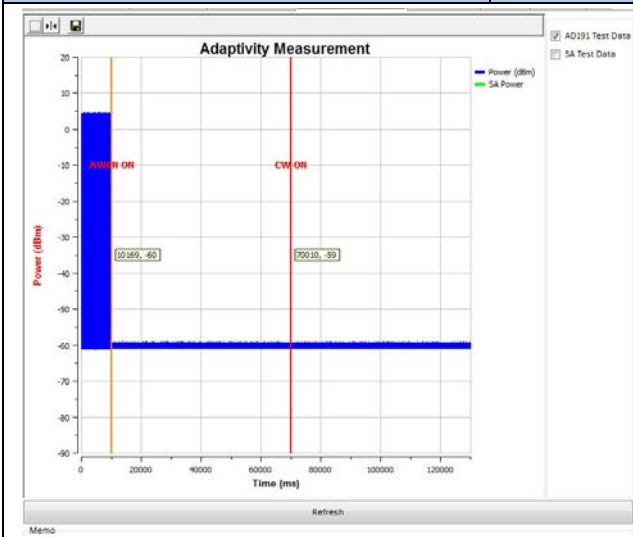 Adaptivity Measurement
AD191 Test Data
SA Test Data
Power (dBm)
SA Power
20
10
0
-10
-20
-30
-40
-50
-60
-70
-80
-90
Power (dBm)
AWGN ON
CW ON
10169, -60
70010, -59
0
20000
40000
60000
80000
100000
120000
Time (ms)
Refresh
Memo